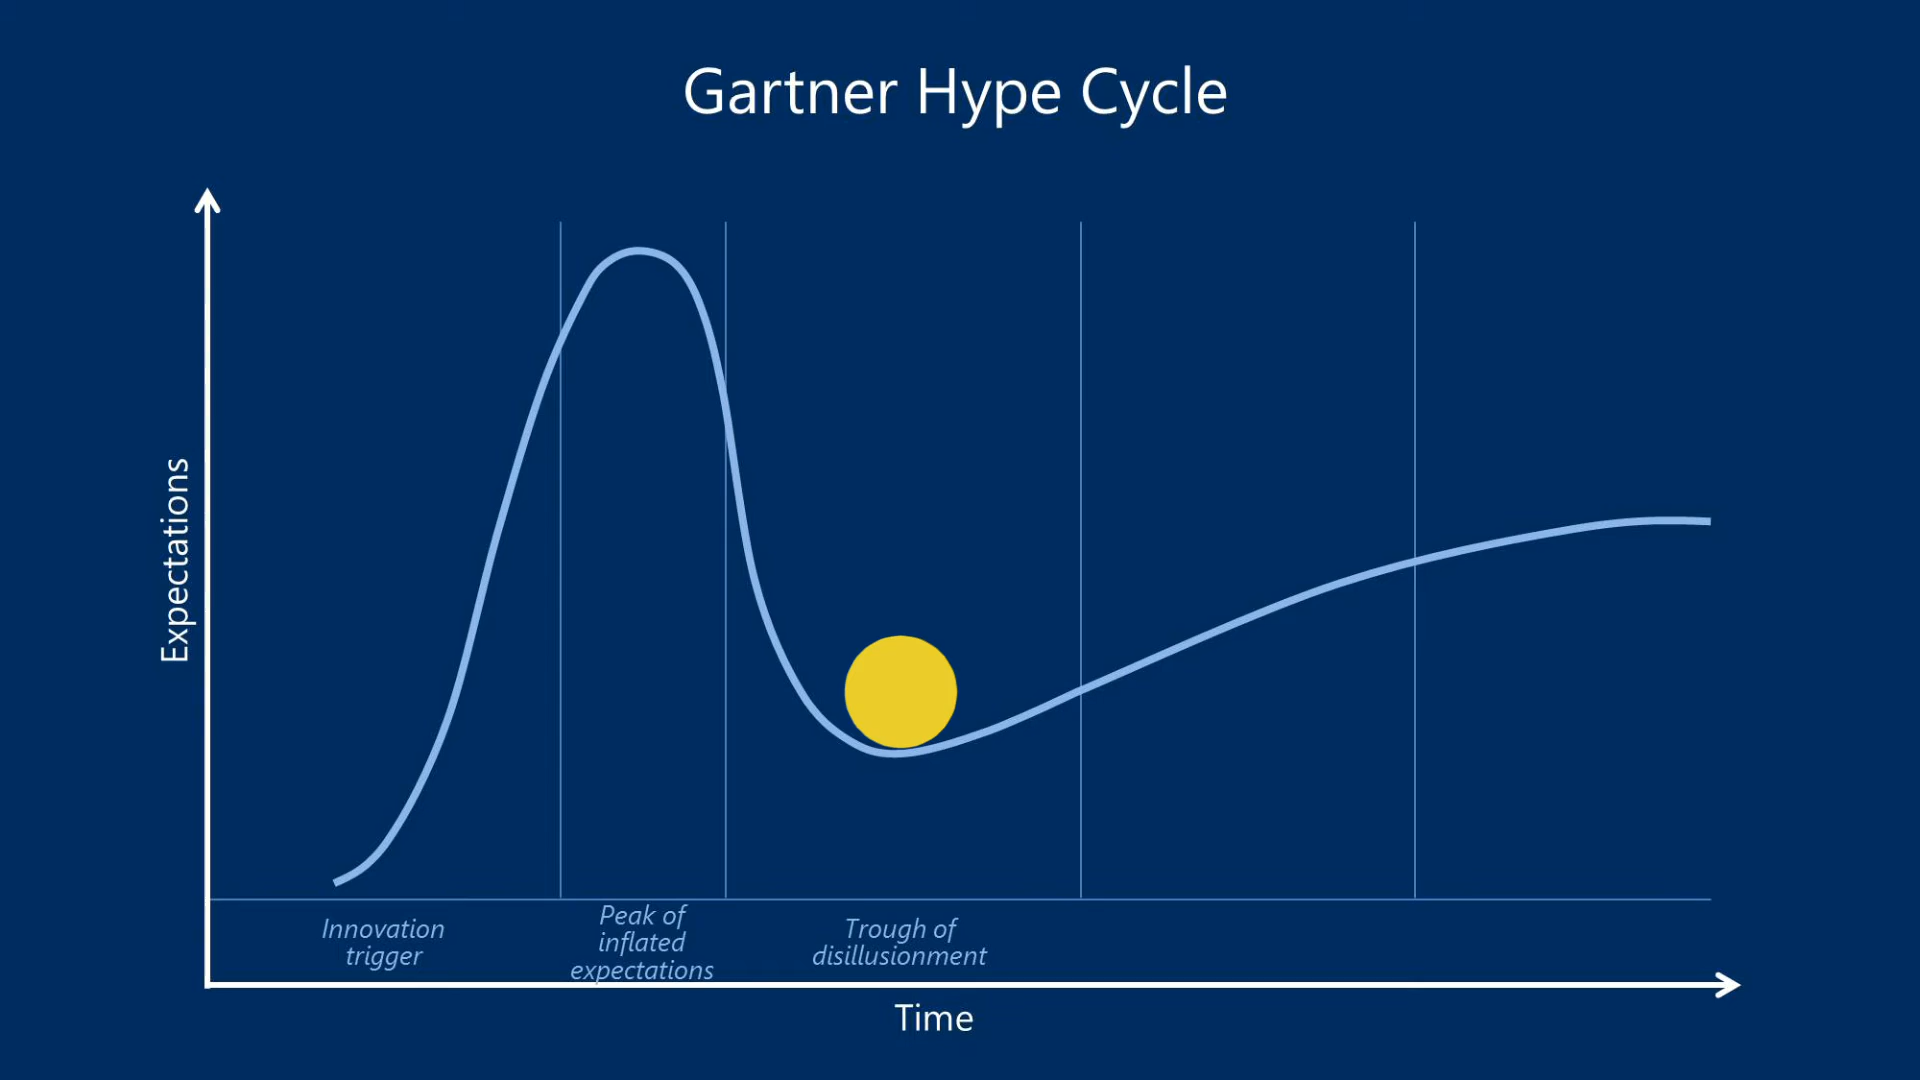 Gartner Hype Cycle
Expectations
Innovation
trigger
Peak of
inflated
expectations
Trough of
disillusionment
Time